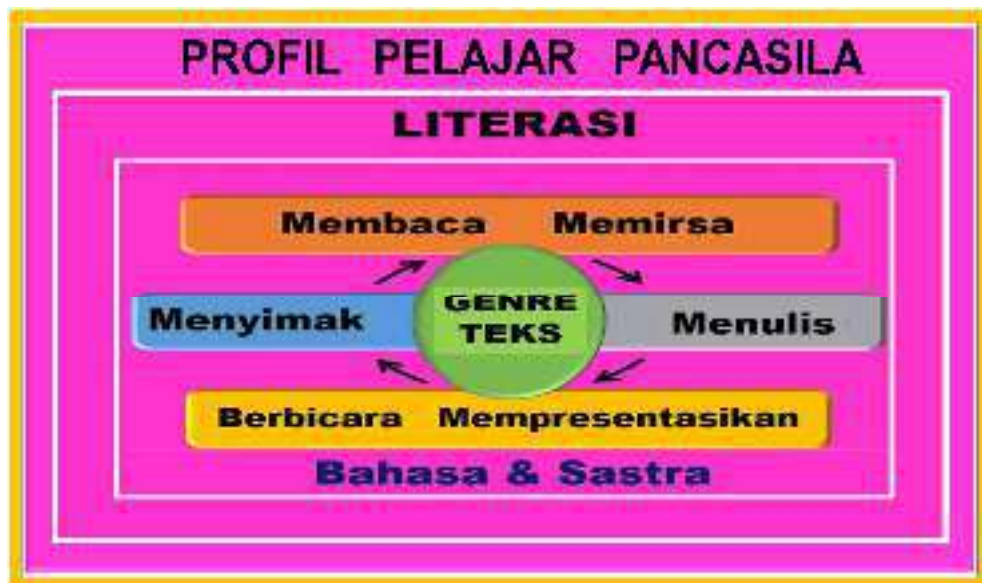 PROFIL PELAJAR PANCASILA
LITERASI
Membaca Memirsa
Menyimak
GENRE
TEKS
Menulis
Berbicara Mempresentasikan
Bahasa & Sastra